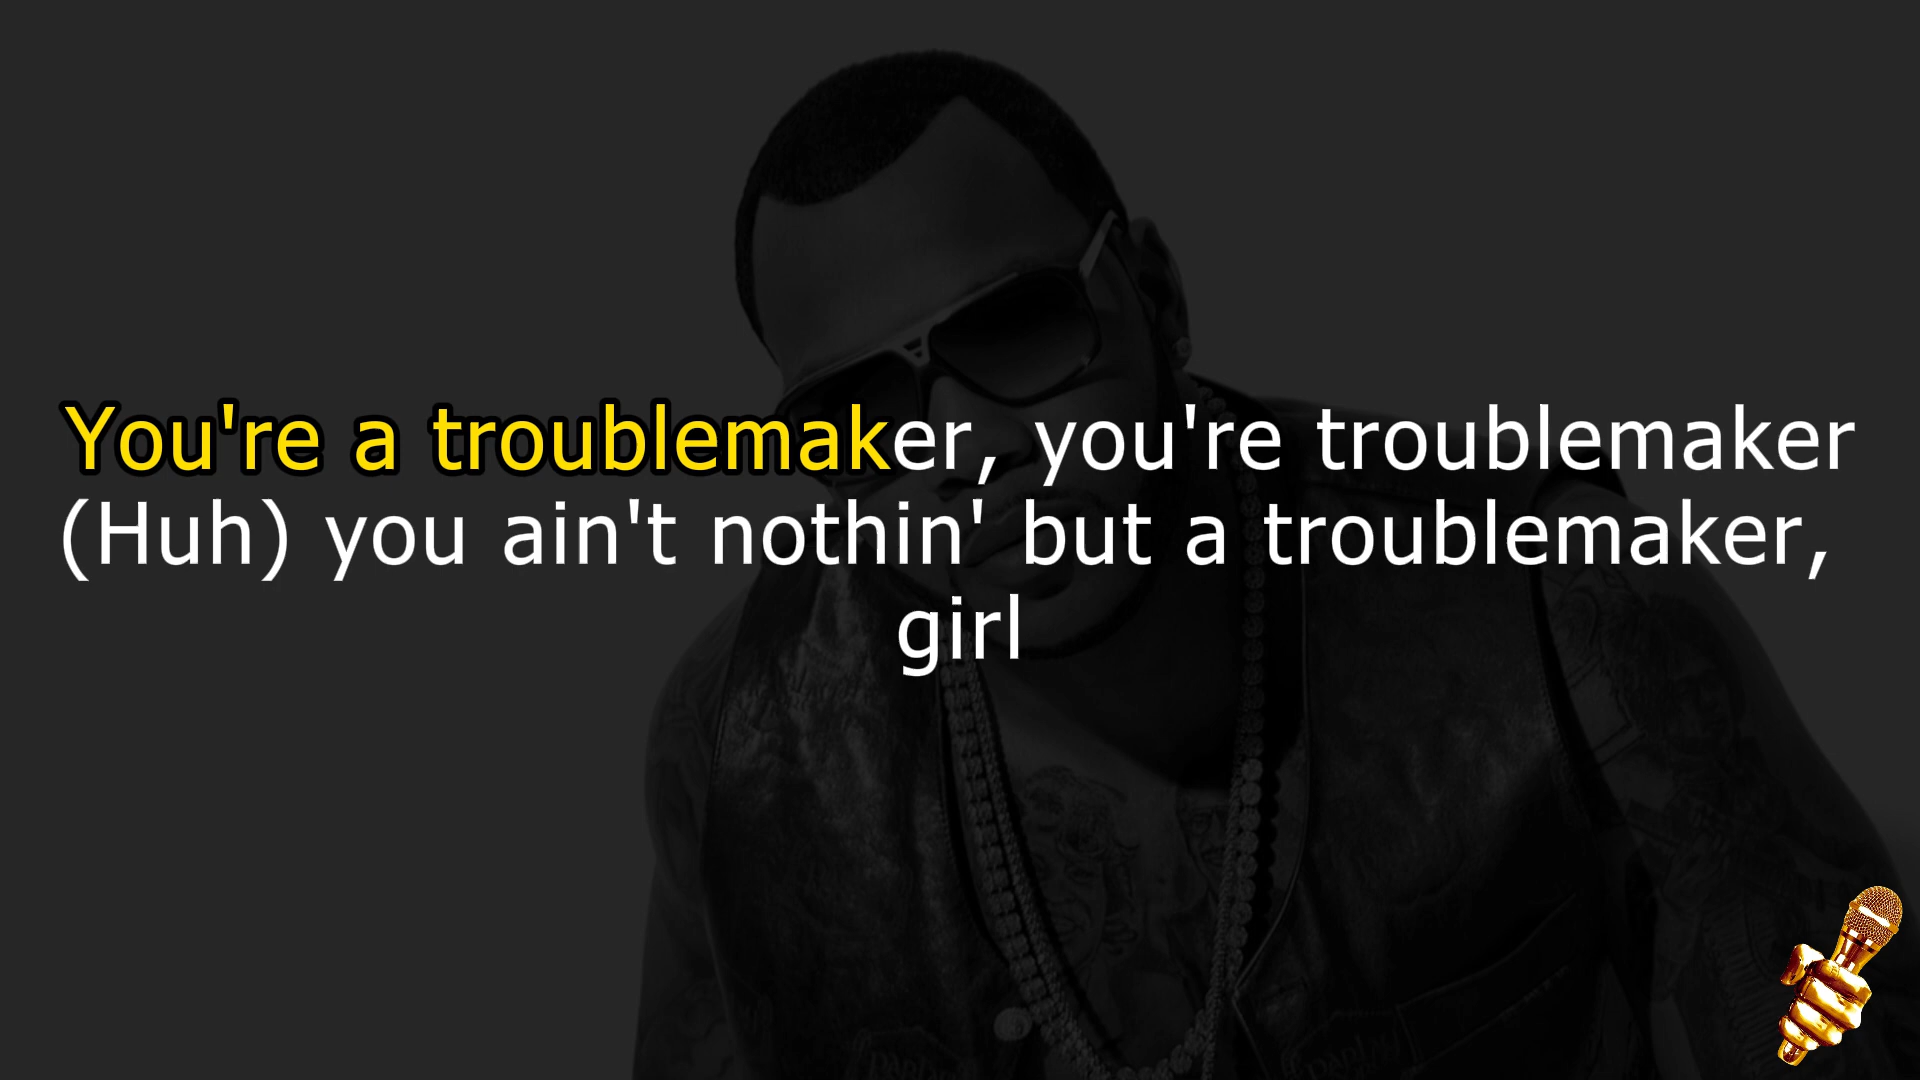 You're a troublemaker, you're troublemaker
(Huh) you ain't nothin' but a troublemaker,
girl